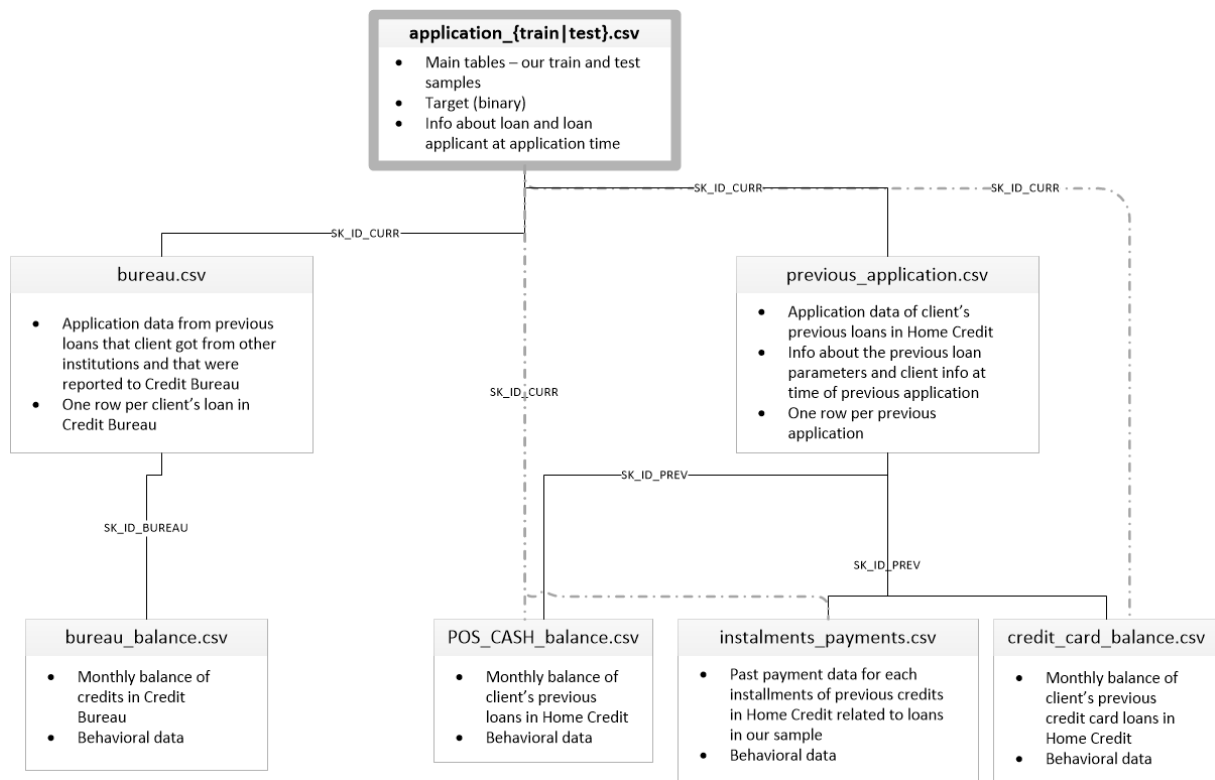 application_{train|test}.csv
• Main tables – our train and test
samples
• Target (binary)
• Info about loan and loan
applicant at application time
SK_ID_CURR
SK_ID_CURR
SK_ID_CURR
bureau.csv
• Application data from previous
loans that client got from other
institutions and that were
reported to Credit Bureau
• One row per client's loan in
Credit Bureau
previous_application.csv
• Application data of client's
previous loans in Home Credit
• Info about the previous loan
parameters and client info at
time of previous application
• One row per previous
application
SK_ID_CURR
SK_ID_PREV
SK_ID_BUREAU
SK_ID_PREV
bureau_balance.csv
• Monthly balance of
credits in Credit
Bureau
• Behavioral data
POS_CASH_balance.csv
• Monthly balance of
client's previous
loans in Home Credit
• Behavioral data
instalments_payments.csv
• Past payment data for each
installments of previous credits
in Home Credit related to loans
in our sample
• Behavioral data
credit_card_balance.csv
• Monthly balance of
client's previous
credit card loans in
Home Credit
• Behavioral data